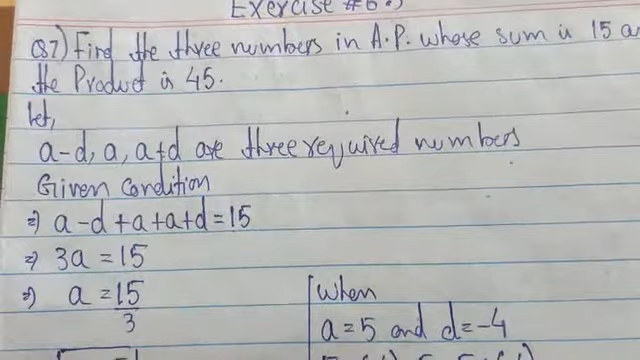 Exercise #6.
Q7) Find the three numbers in A.P. whose sum is 15 a
the Product is 45.
Let,
a-d, a, a+d are three required numbers
Given condition
⇒ a-d+a+a+d=15
⇒ 3a = 15
⇒ a = 15/3
When
a=5 and d=-4